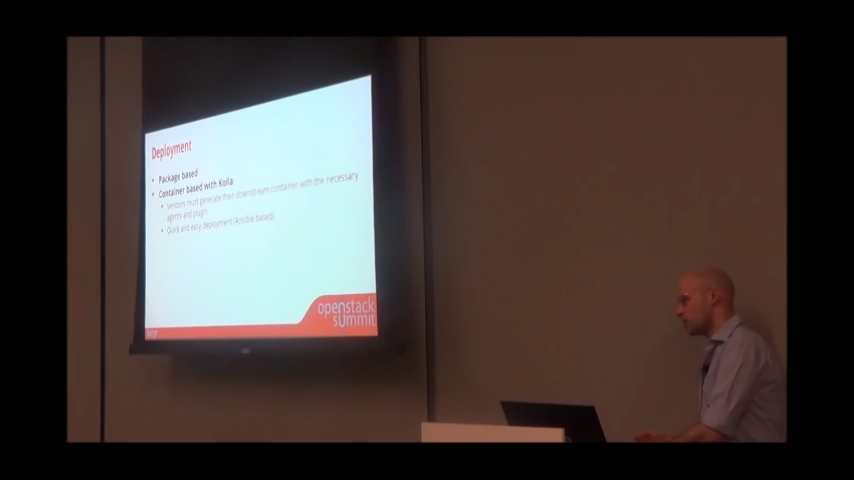 Deployment
• Package based
• Container based with Kolla
• Vendors must generate their downstream container with the necessary
agents and plugin
• Quick and easy deployment (Ansible based)
openstack
summit